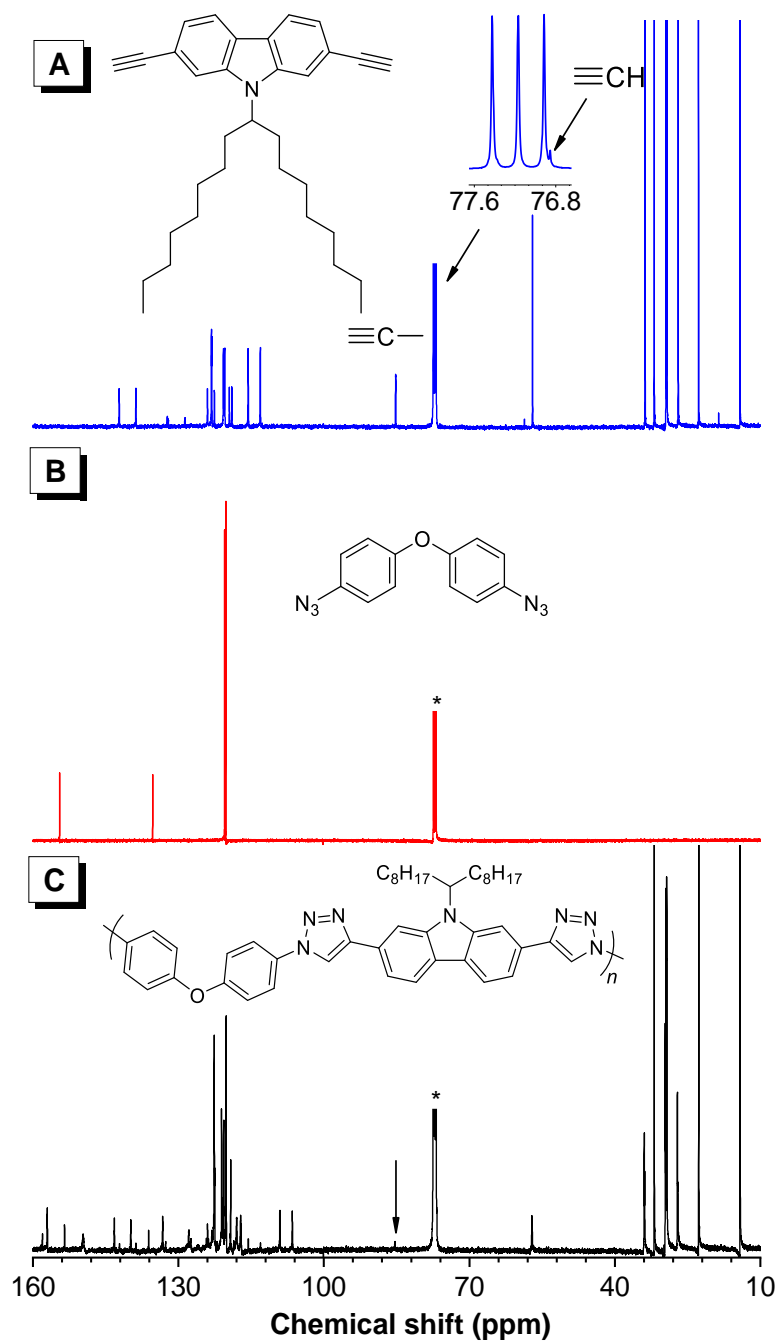 A
N
≡CH
77.6 76.8
≡C—
B
O
N₃ N₃
*
C
C₈H₁₇ C₈H₁₇
N=N N N N=N
N N
O
n
*
160 130 100 70 40 10
Chemical shift (ppm)